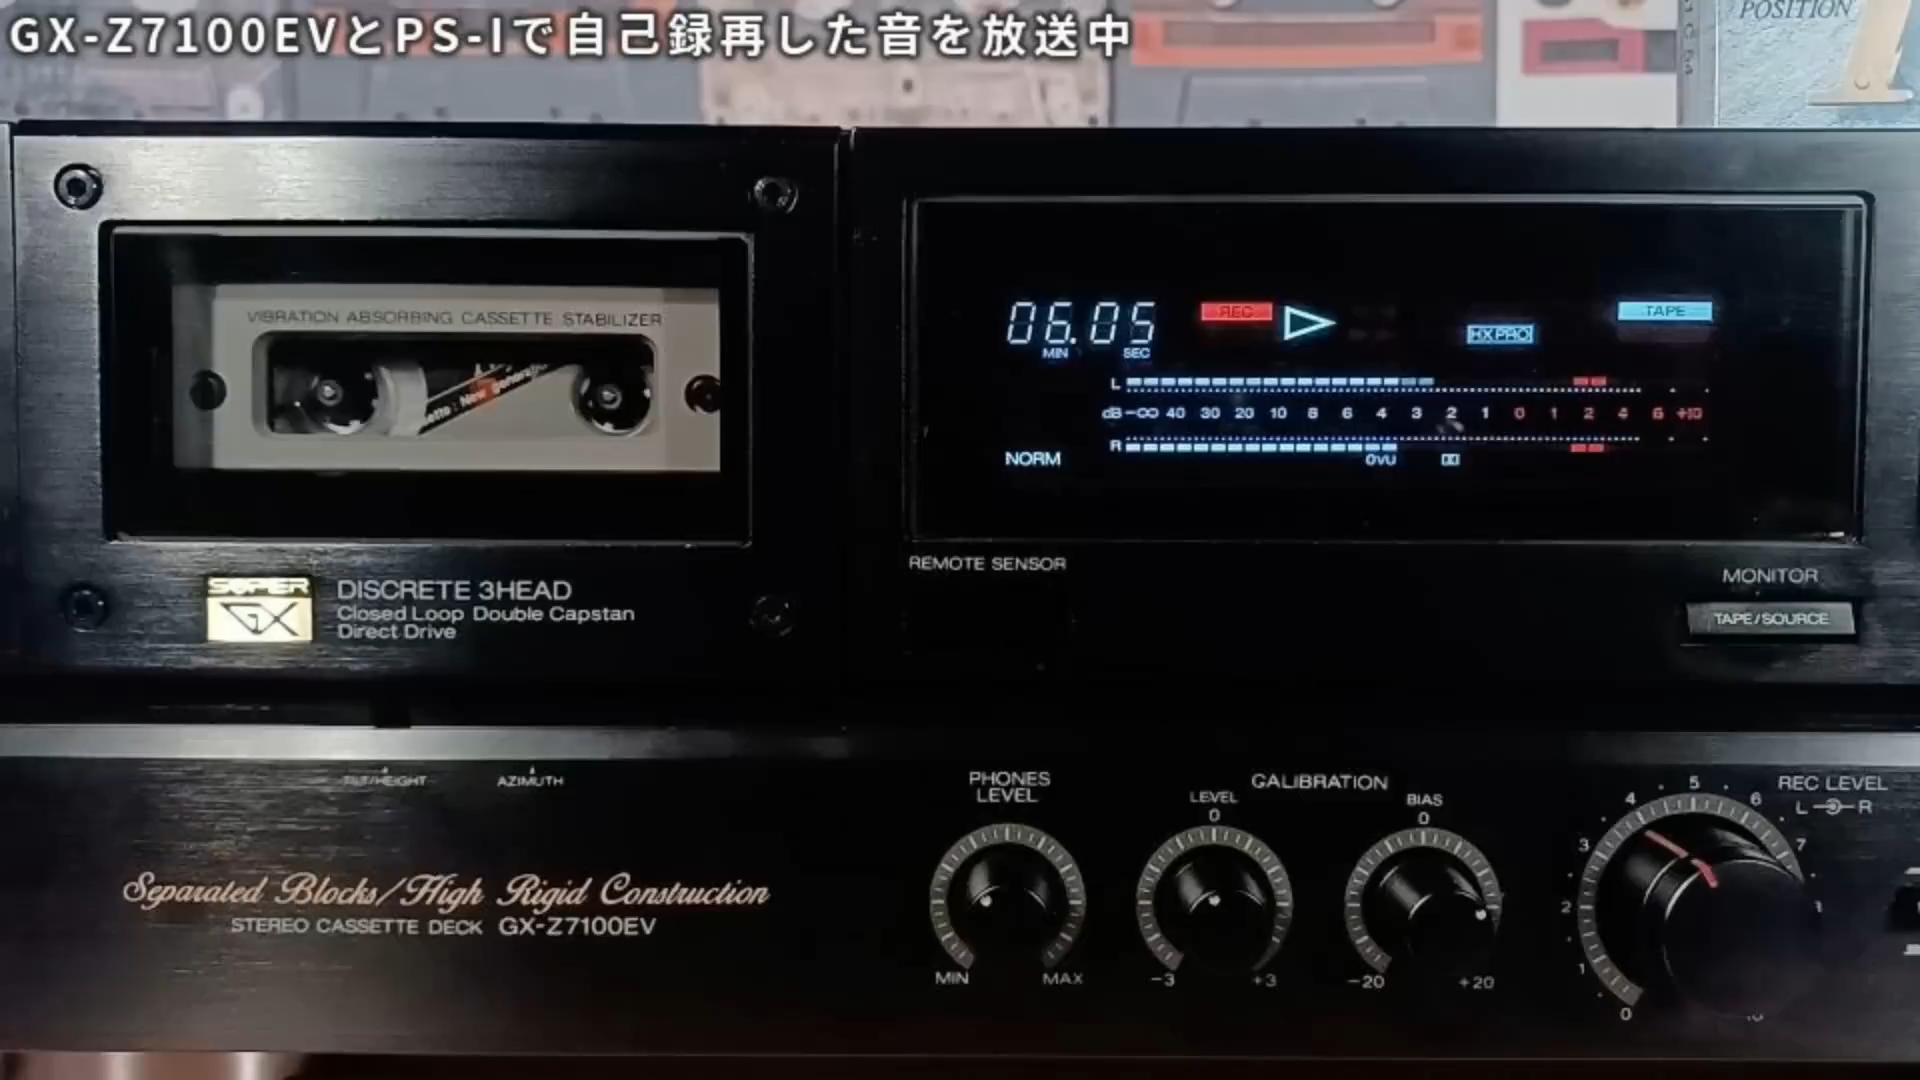 GX-Z7100EVとPS-Iで自己録再した音を放送中
POSITION
VIBRATION ABSORBING CASSETTE STABILIZER
New generat
06.05
MIN SEC
REC
HX PRO
TAPE
L
dB -∞ 40 30 20 10 8 6 4 3 2 1 0 1 2 4 6 +10
R
NORM
0VU
REMOTE SENSOR
MONITOR
TAPE/SOURCE
SUPER
GX
DISCRETE 3HEAD
Closed Loop Double Capstan
Direct Drive
TILT/HEIGHT
AZIMUTH
PHONES
LEVEL
MIN MAX
CALIBRATION
LEVEL
0
-3 +3
BIAS
0
-20 +20
REC LEVEL
L R
0 1 2 3 4 5 6 7
Separated Blocks/High Rigid Construction
STEREO CASSETTE DECK GX-Z7100EV